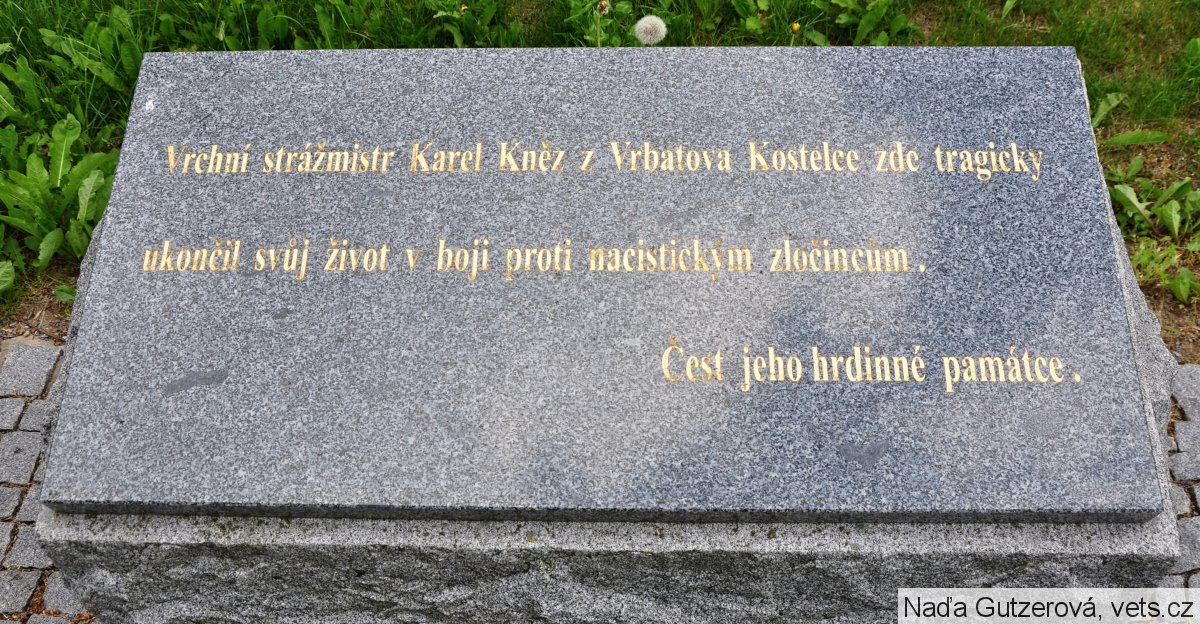 Vrchní strážmistr Karel Kněz z Vrbatova Kostelce zde tragicky
ukončil svůj život v boji proti nacistickým zločincům.
Čest jeho hrdinné památce.
Naďa Gutzerová, vets.cz